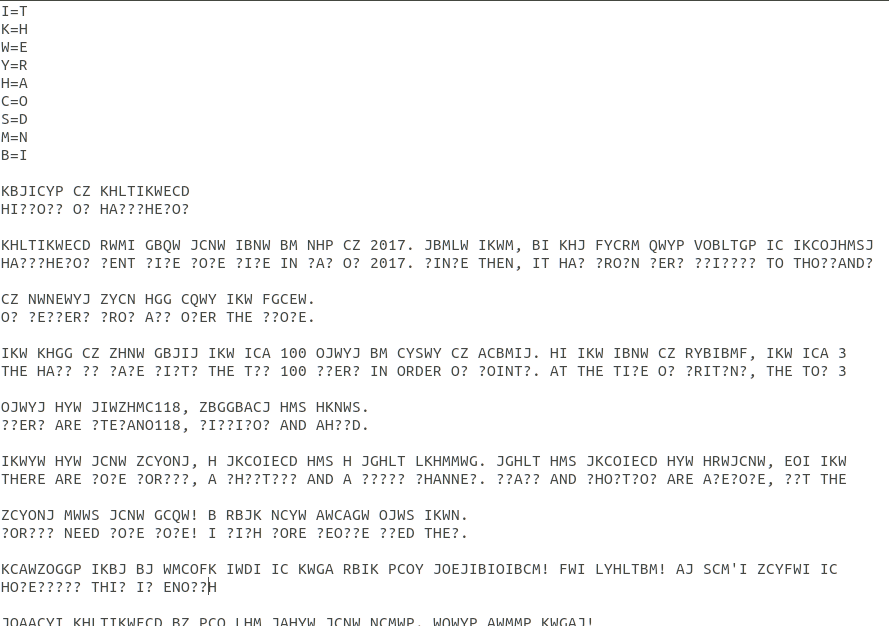 I=T
K=H
W=E
Y=R
H=A
C=O
S=D
M=N
B=I
KBJICYP CZ KHLTIKWECD
HI??O?? O? HA???HE?O?
KHLTIKWECD RWMI GBQW JCNW IBNW BM NHP CZ 2017. JBMLW IKWM, BI KHJ FYCRM QWYP VOBLTGP IC IKCOJHMSJ
HA???HE?O? ?ENT ?I?E ?O?E ?I?E IN ?A? O? 2017. ?IN?E THEN, IT HA? ?RO?N ?ER? ??I???? TO THO??AND?
CZ NWNEWYJ ZYCN HGG CQWY IKW FGCEW.
O? ?E??ER? ?RO? A?? O?ER THE ??O?E.
IKW KHGG CZ ZHNW GBJIJ IKW ICA 100 OJWYJ BM CYSWY CZ ACBMIJ. HI IKW IBNW CZ RYBIBMF, IKW ICA 3
THE HA?? ?? ?A?E ?I?T? THE T?? 100 ??ER? IN ORDER O? ?OINT?. AT THE TI?E O? ?RIT?N?, THE TO? 3
OJWYJ HYW JIWZHMC118, ZBGGBACJ HMS HKNWS.
??ER? ARE ?TE?ANO118, ?I??I?O? AND AH??D.
IKWYW HYW JCNW ZCYONJ, H JKCOIECD HMS H JGHLT LKHMMWG. JGHLT HMS JKCOIECD HYW HRWJCNW, EOI IKW
THERE ARE ?O?E ?OR???, A ?H??T??? AND A ????? ?HANNE?. ??A?? AND ?HO?T?O? ARE A?E?O?E, ??T THE
ZCYONJ MWWS JCNW GCQW! B RBJK NCYW AWCAGW OJWS IKWN.
?OR??? NEED ?O?E ?O?E! I ?I?H ?ORE ?EO??E ??ED THE?.
KCAWZOGGP IKBJ BJ WMCOFK IWDI IC KWGA RBIK PCOY JOEJIBIOIBCM! FWI LYHLTBM! AJ SCM'I ZCYFWI IC
HO?E????? THI? I? ENO??H
JOAACYI KHLTIKWECD BZ PCO LHM JAHYW JCNW NCMWP. WQWYP AWMMP KWGAJ!